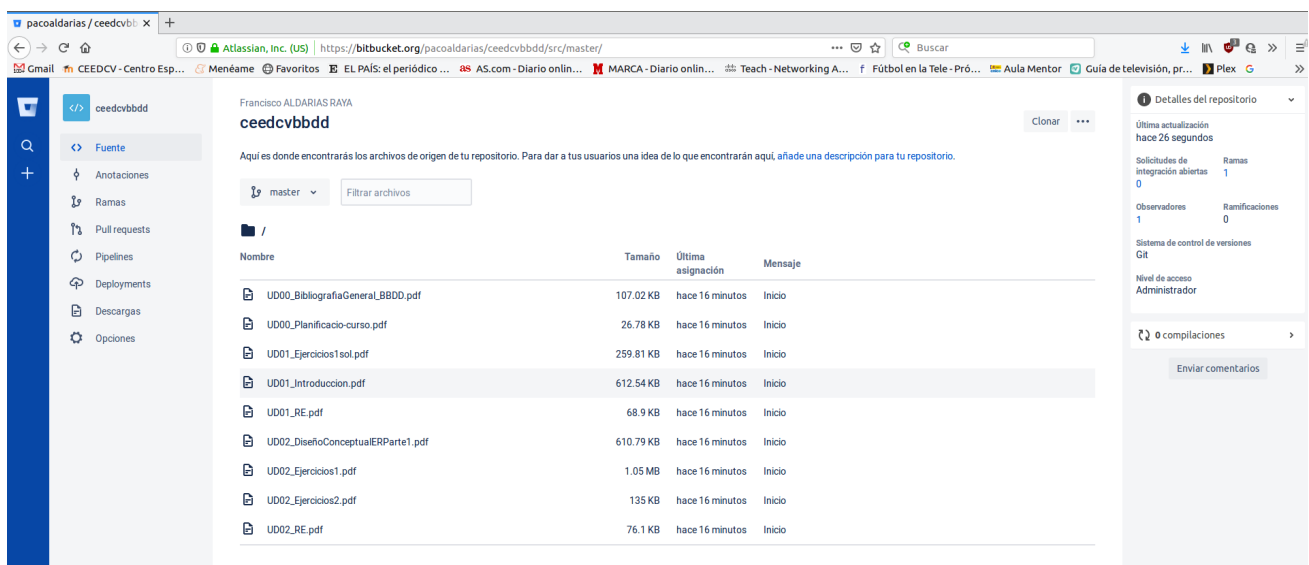 pacoaldarias / ceedcvbb
Atlassian, Inc. (US) https://bitbucket.org/pacoaldarias/ceedcvbbdd/src/master/ Buscar
Gmail CEEDCV - Centro Esp... Menéame Favoritos EL PAÍS: el periódico ... as AS.com - Diario onlin... MARCA - Diario onlin... Teach - Networking A... f Fútbol en la Tele - Pró... Aula Mentor Guía de televisión, pr... Plex G
ceedcvbbdd
Fuente
Anotaciones
Ramas
Pull requests
Pipelines
Deployments
Descargas
Opciones
Francisco ALDARIAS RAYA
ceedcvbbdd
Clonar
Aquí es donde encontrarás los archivos de origen de tu repositorio. Para dar a tus usuarios una idea de lo que encontrarán aquí, añade una descripción para tu repositorio.
master Filtrar archivos
/
Nombre Tamaño Última asignación Mensaje
UD00_BibliografiaGeneral_BBDD.pdf 107.02 KB hace 16 minutos Inicio
UD00_Planificacio-curso.pdf 26.78 KB hace 16 minutos Inicio
UD01_Ejercicios1sol.pdf 259.81 KB hace 16 minutos Inicio
UD01_Introduccion.pdf 612.54 KB hace 16 minutos Inicio
UD01_RE.pdf 68.9 KB hace 16 minutos Inicio
UD02_DiseñoConceptualERParte1.pdf 610.79 KB hace 16 minutos Inicio
UD02_Ejercicios1.pdf 1.05 MB hace 16 minutos Inicio
UD02_Ejercicios2.pdf 135 KB hace 16 minutos Inicio
UD02_RE.pdf 76.1 KB hace 16 minutos Inicio
Detalles del repositorio
Última actualización
hace 26 segundos
Solicitudes de integración abiertas
0
Ramas
1
Observadores
1
Ramificaciones
0
Sistema de control de versiones
Git
Nivel de acceso
Administrador
0 compilaciones
Enviar comentarios